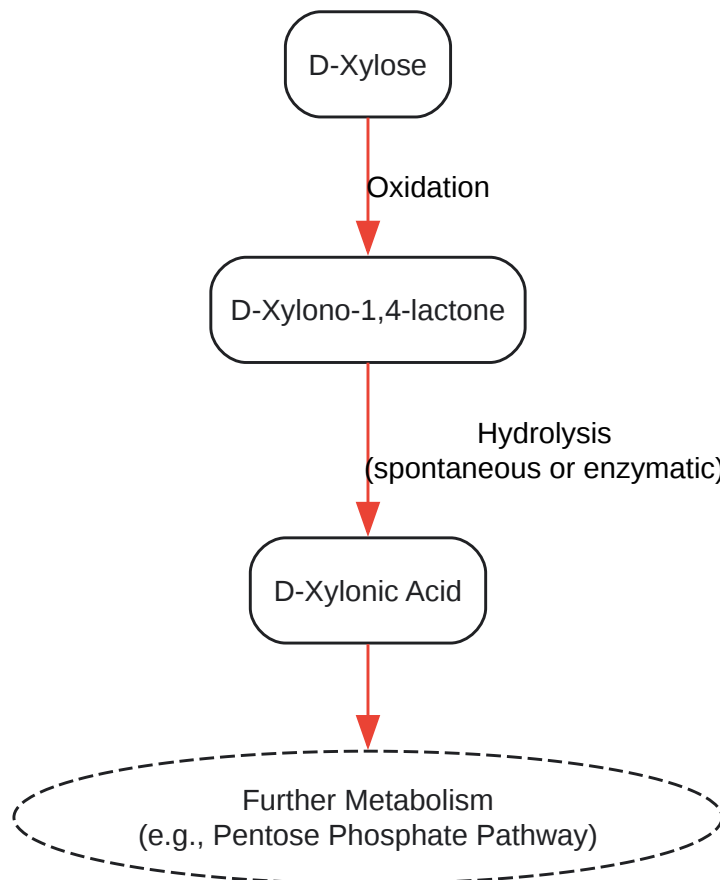 D-Xylose
Oxidation
D-Xylono-1,4-lactone
Hydrolysis
(spontaneous or enzymatic)
D-Xylonic Acid
Further Metabolism
(e.g., Pentose Phosphate Pathway)